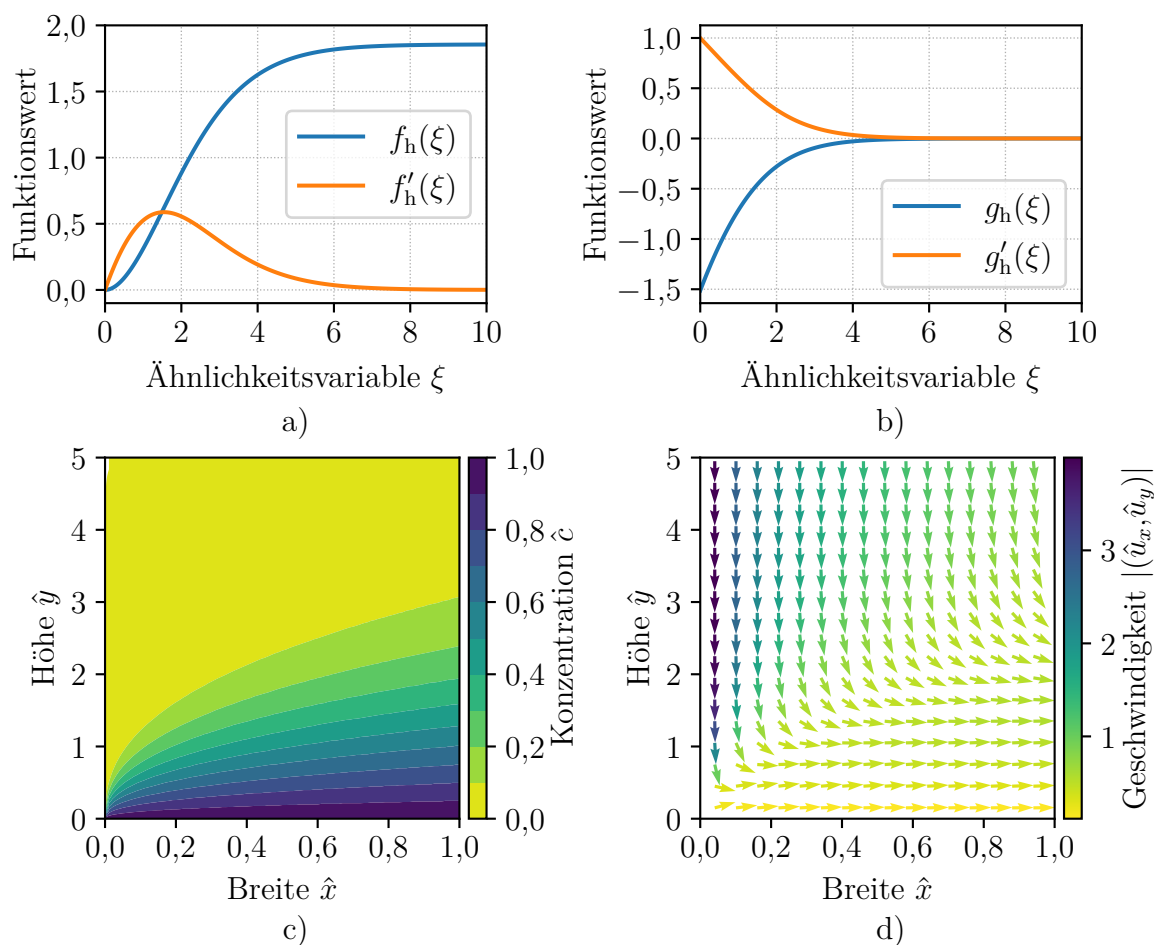 2,0
1,5
1,0
0,5
0,0
Funktionswert
f_h(ξ)
f′_h(ξ)
0 2 4 6 8 10
Ähnlichkeitsvariable ξ
a)
1,0
0,5
0,0
−0,5
−1,0
−1,5
Funktionswert
g_h(ξ)
g′_h(ξ)
0 2 4 6 8 10
Ähnlichkeitsvariable ξ
b)
5
4
3
2
1
0
Höhe ŷ
0,0 0,2 0,4 0,6 0,8 1,0
Breite x̂
1,0
0,8
0,6
0,4
0,2
0,0
Konzentration ĉ
c)
5
4
3
2
1
0
Höhe ŷ
0,0 0,2 0,4 0,6 0,8 1,0
Breite x̂
3
2
1
Geschwindigkeit |(û_x, û_y)|
d)